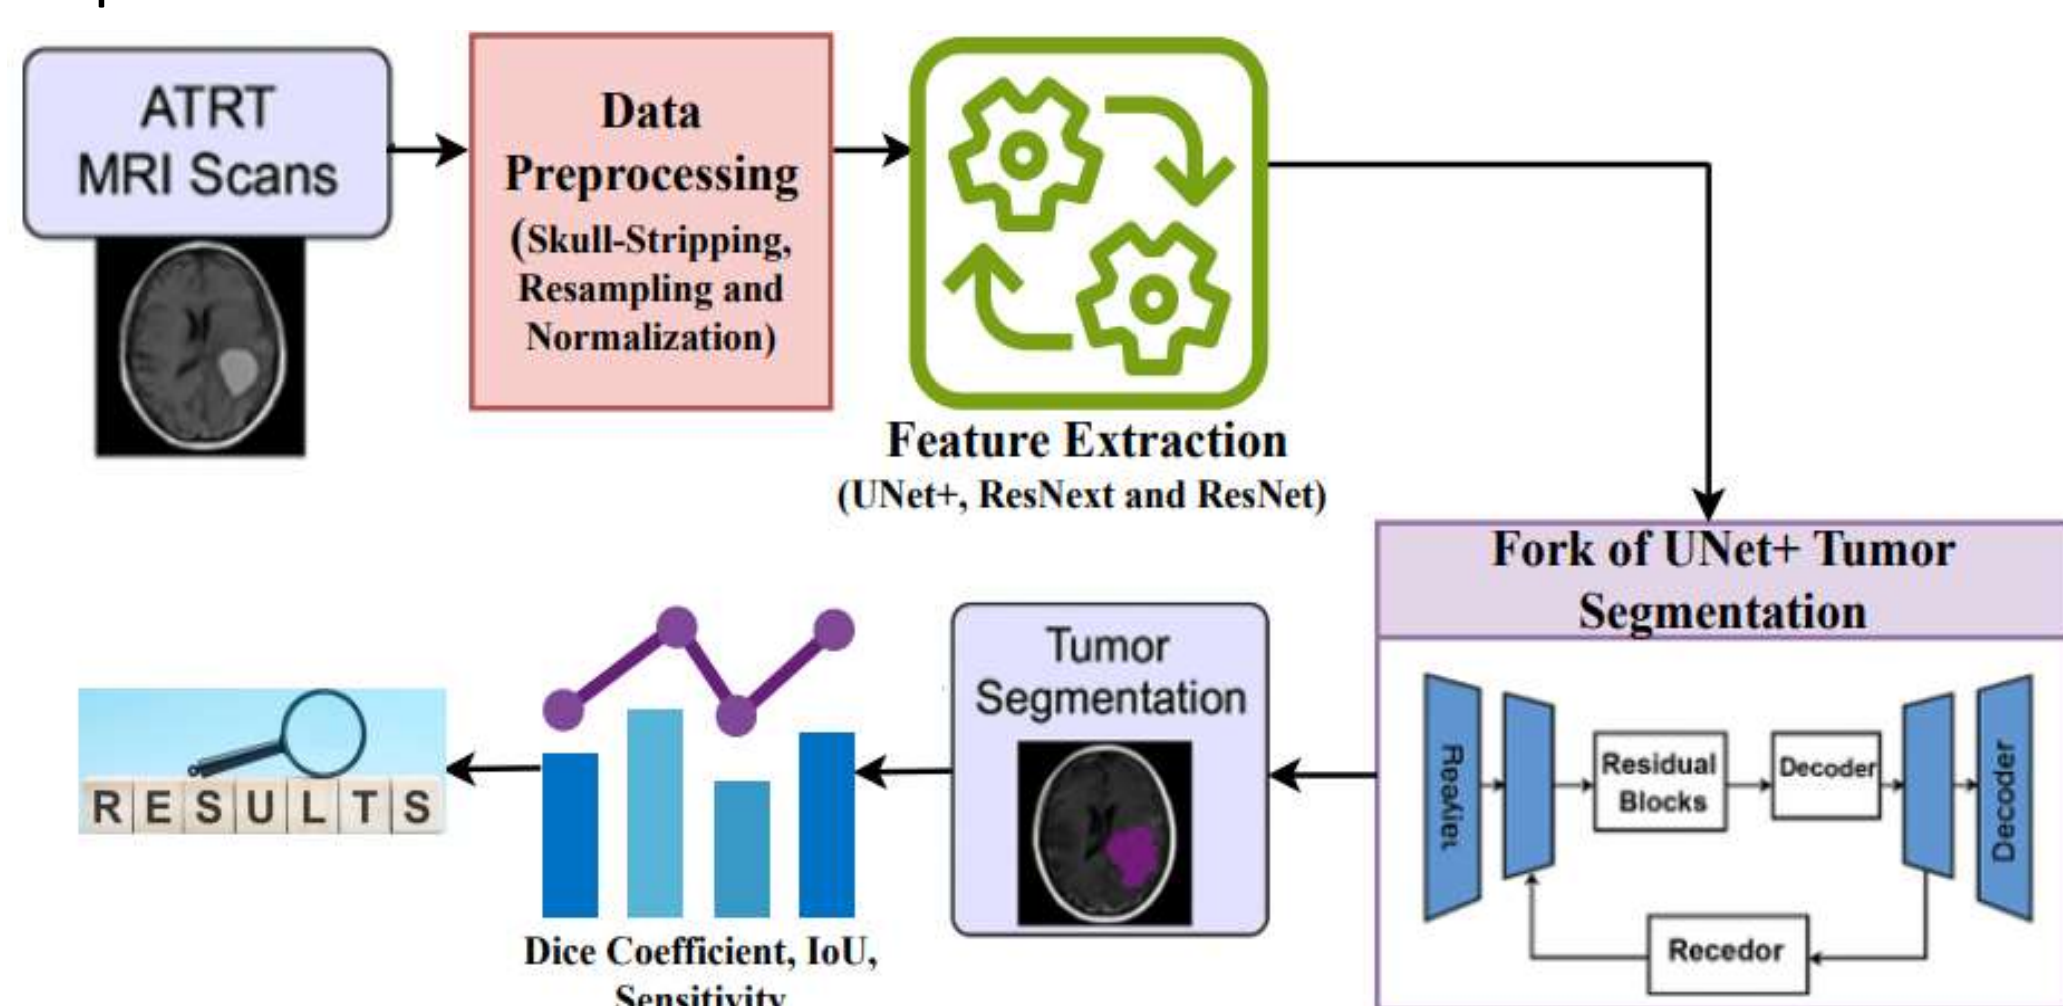 ATRT
MRI Scans
Data
Preprocessing
(Skull-Stripping,
Resampling and
Normalization)
Feature Extraction
(UNet+, ResNext and ResNet)
Fork of UNet+ Tumor
Segmentation
Residual
Blocks
Decoder
Decoder
Recedor
Tumor
Segmentation
Dice Coefficient, IoU,
Sensitivity
RESULTS